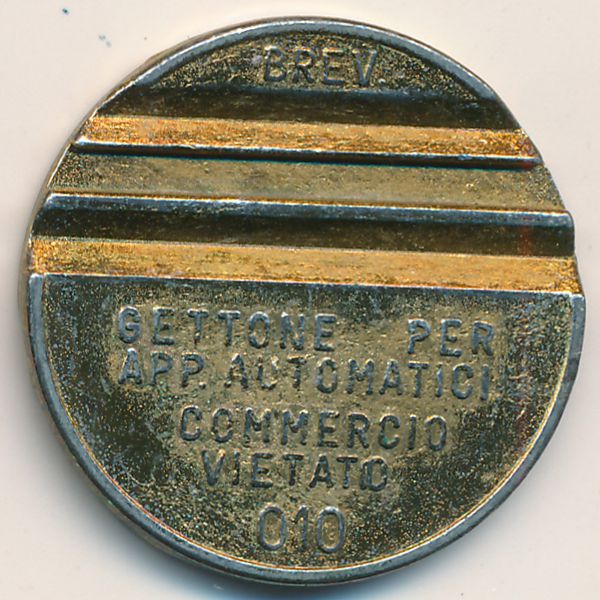 BREV.
GETTONE PER
APP. AUTOMATICI
COMMERCIO
VIETATO
010